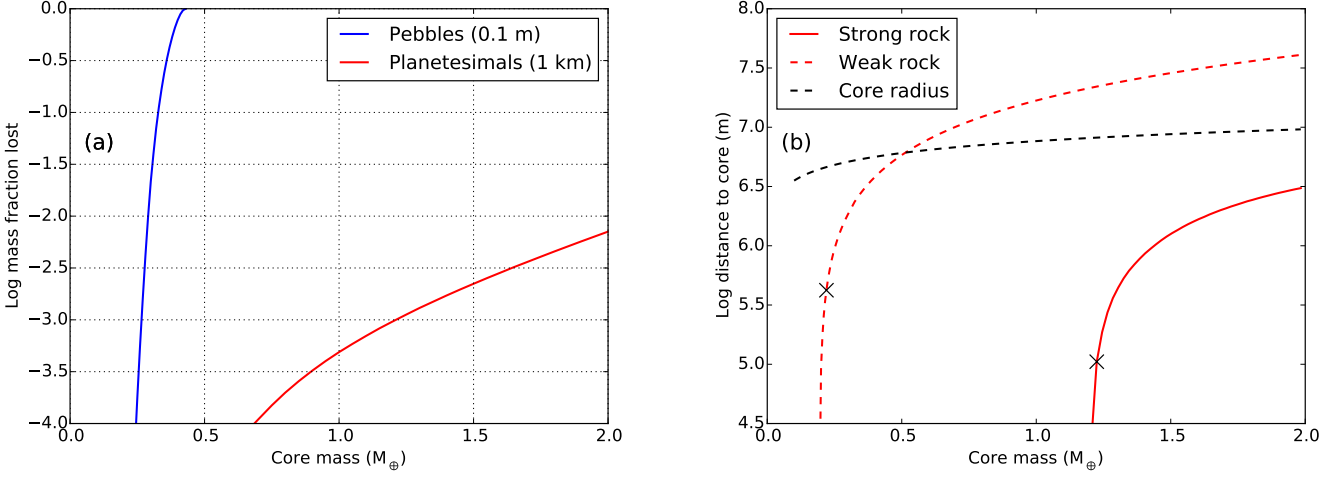 Log mass fraction lost
0.0
−0.5
−1.0
−1.5
−2.0
−2.5
−3.0
−3.5
−4.0
Pebbles (0.1 m)
Planetesimals (1 km)
(a)
0.0 0.5 1.0 1.5 2.0
Core mass (M⊕)
Log distance to core (m)
8.0
7.5
7.0
6.5
6.0
5.5
5.0
4.5
Strong rock
Weak rock
Core radius
(b)
0.0 0.5 1.0 1.5 2.0
Core mass (M⊕)